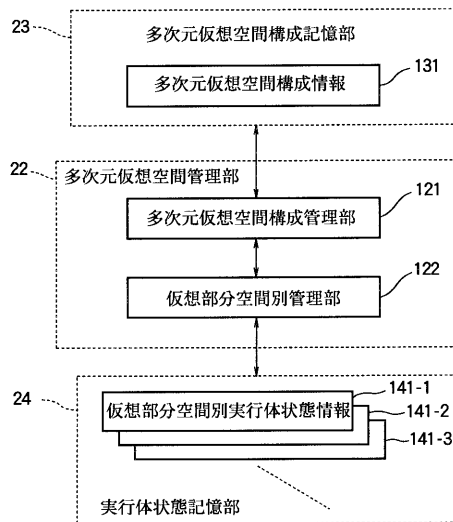 23
多次元仮想空間構成記憶部
131
多次元仮想空間構成情報
22
多次元仮想空間管理部
121
多次元仮想空間構成管理部
122
仮想部分空間別管理部
24
141-1
仮想部分空間別実行体状態情報
141-2
141-3
実行体状態記憶部